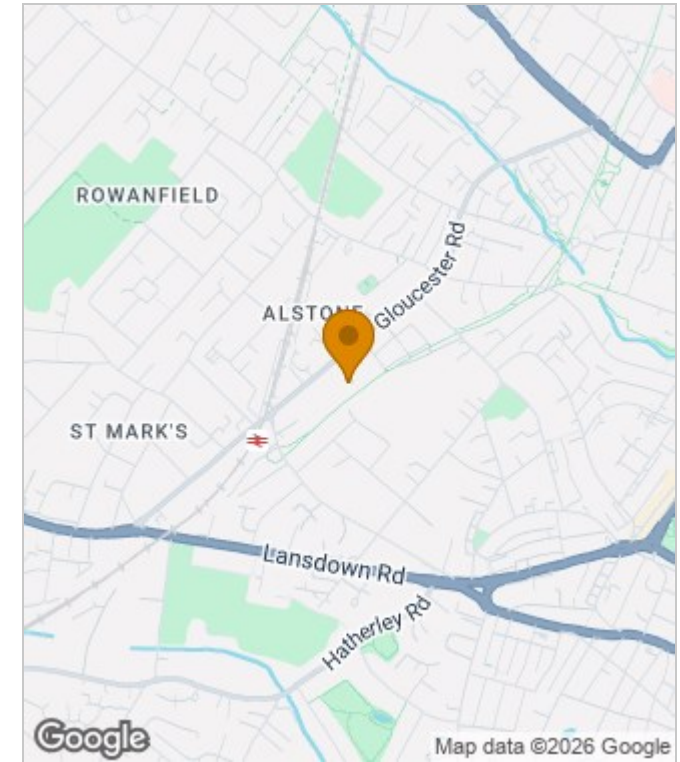 ROWANFIELD
Gloucester Rd
ALSTONE
ST MARK'S
Lansdown Rd
Hatherley Rd
Google
Map data ©2026 Google